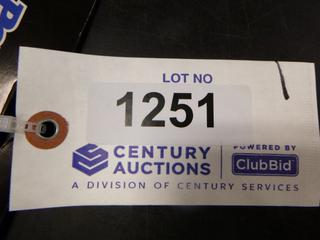 LOT NO
1251
CENTURY AUCTIONS
POWERED BY
ClubBid
A DIVISION OF CENTURY SERVICES